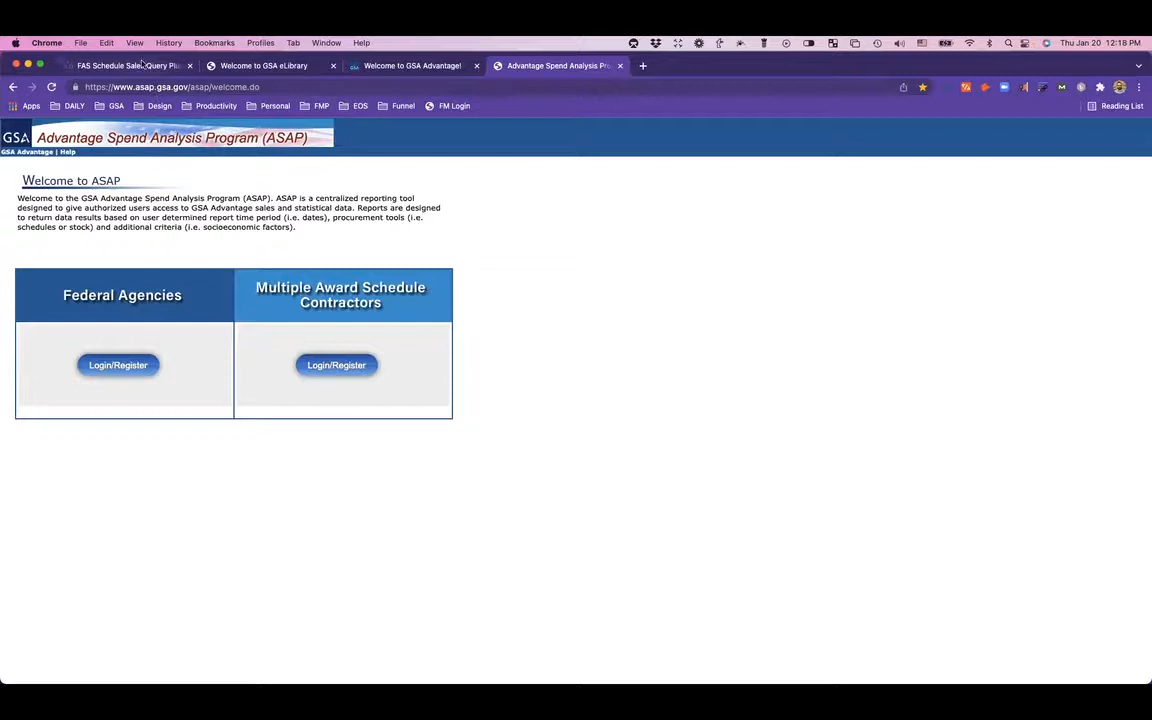 Chrome File Edit View History Bookmarks Profiles Tab Window Help Thu Jan 20 12:18 PM
FAS Schedule Sales Query Plu Welcome to GSA eLibrary Welcome to GSA Advantage! Advantage Spend Analysis Pro
https://www.asap.gsa.gov/asap/welcome.do
Apps DAILY GSA Design Productivity Personal FMP EOS Funnel FM Login Reading List
GSA Advantage Spend Analysis Program (ASAP)
GSA Advantage | Help
Welcome to ASAP
Welcome to the GSA Advantage Spend Analysis Program (ASAP). ASAP is a centralized reporting tool
designed to give authorized users access to GSA Advantage sales and statistical data. Reports are designed
to return data results based on user determined report time period (i.e. dates), procurement tools (i.e.
schedules or stock) and additional criteria (i.e. socioeconomic factors).
Federal Agencies
Multiple Award Schedule
Contractors
Login/Register
Login/Register